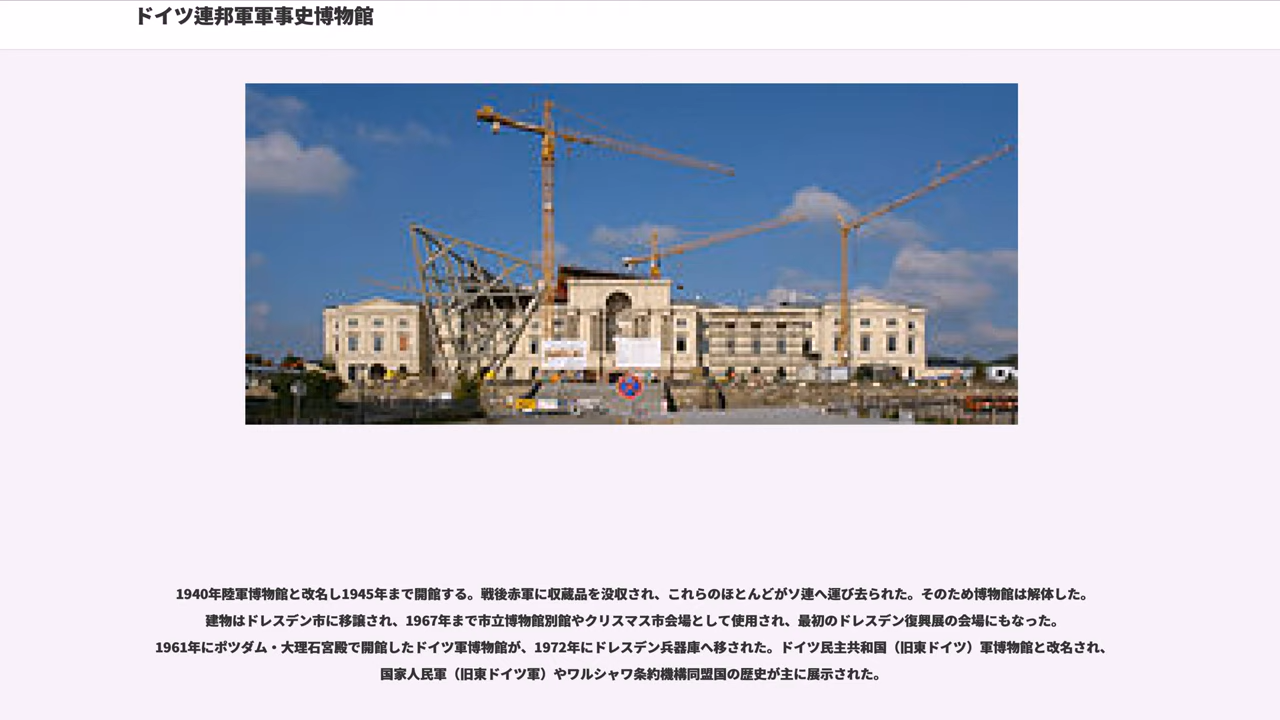 ドイツ連邦軍軍事史博物館
1940年陸軍博物館と改名し1945年まで開館する。戦後赤軍に収蔵品を没収され、これらのほとんどがソ連へ運び去られた。そのため博物館は解体した。
建物はドレスデン市に移譲され、1967年まで市立博物館別館やクリスマス市会場として使用され、最初のドレスデン復興展の会場にもなった。
1961年にポツダム・大理石宮殿で開館したドイツ軍博物館が、1972年にドレスデン兵器庫へ移された。ドイツ民主共和国（旧東ドイツ）軍博物館と改名され、
国家人民軍（旧東ドイツ軍）やワルシャワ条約機構同盟国の歴史が主に展示された。